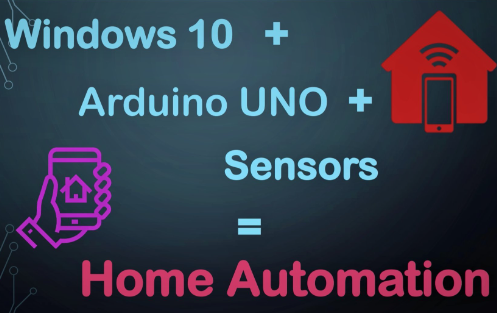 Windows 10 +
Arduino UNO +
Sensors
=
Home Automation